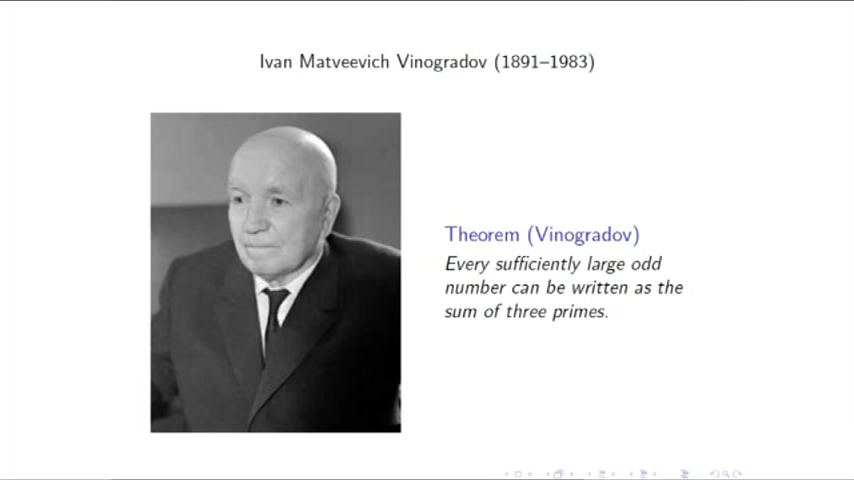 Ivan Matveevich Vinogradov (1891–1983)
Theorem (Vinogradov)
Every sufficiently large odd
number can be written as the
sum of three primes.